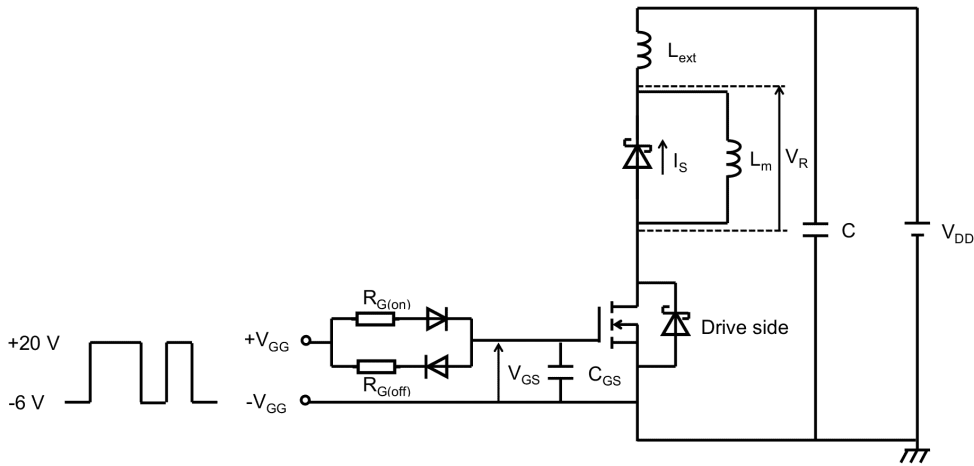 L_ext
I_S
L_m
V_R
C
V_DD
R_G(on)
Drive side
+20 V
+V_GG
R_G(off)
V_GS
C_GS
-6 V
-V_GG